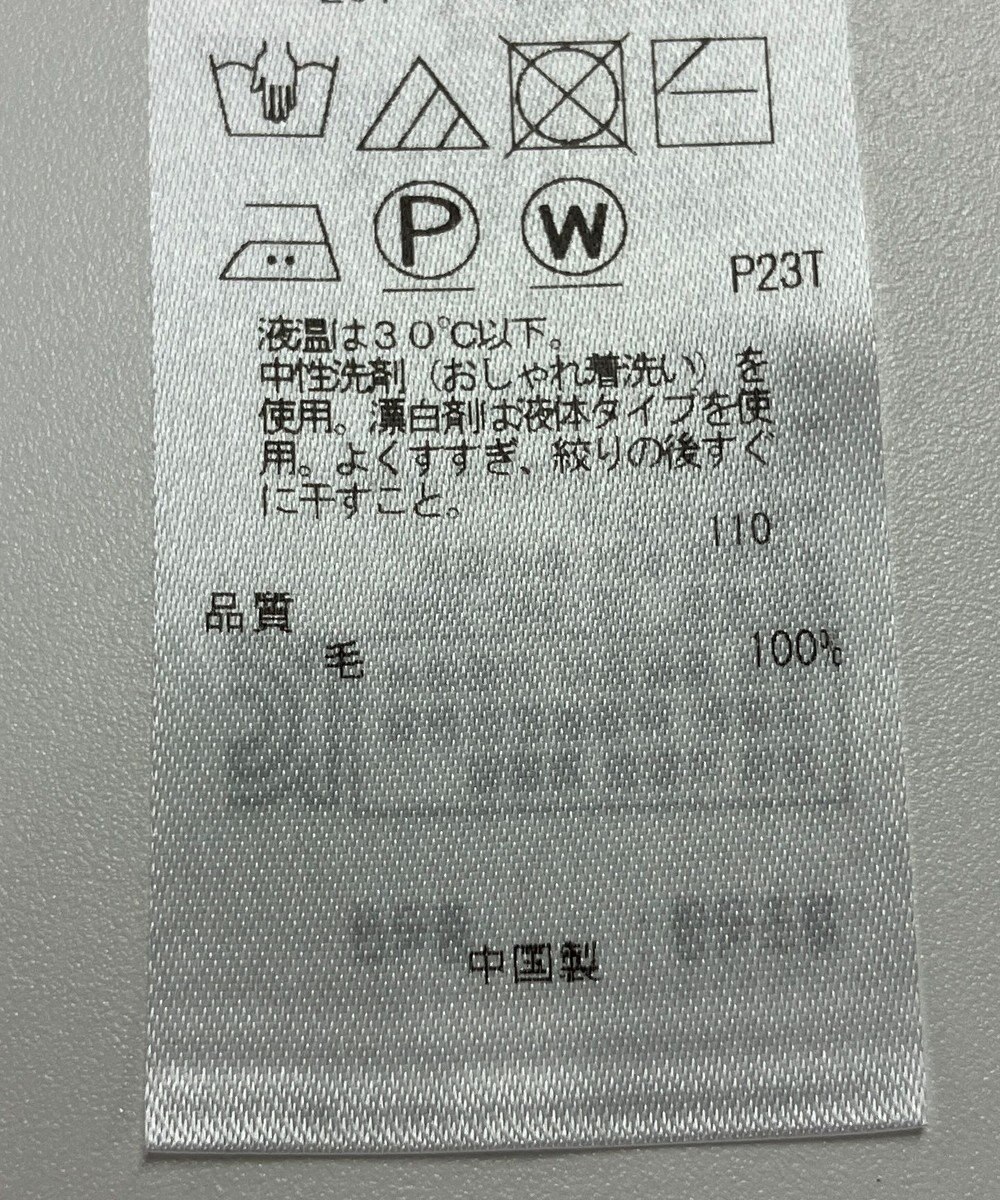 P
W
P23T
液温は30℃以下。
中性洗剤（おしゃれ着洗い）を
使用。漂白剤は液体タイプを使
用。よくすすぎ、絞りの後すぐ
に干すこと。
110
品質
毛 100%
中国製